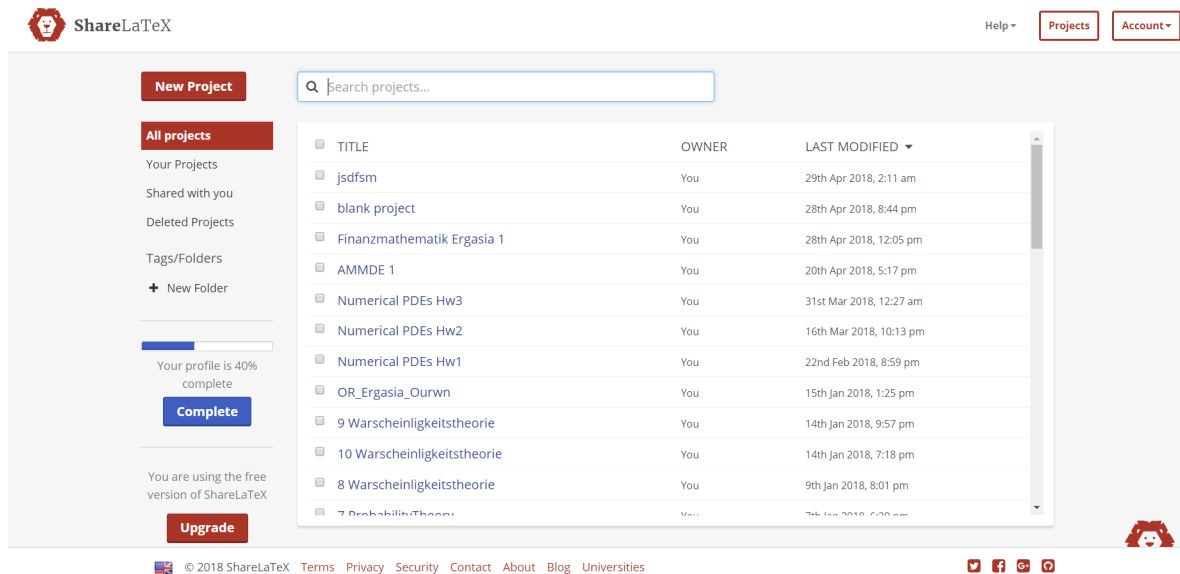 ShareLaTeX
Help
Projects
Account
New Project
Search projects...
All projects
Your Projects
Shared with you
Deleted Projects
Tags/Folders
New Folder
Your profile is 40%
complete
Complete
You are using the free
version of ShareLaTeX
Upgrade
TITLE OWNER LAST MODIFIED
jsdfsm You 29th Apr 2018, 2:11 am
blank project You 28th Apr 2018, 8:44 pm
Finanzmathematik Ergasia 1 You 28th Apr 2018, 12:05 pm
AMMDE 1 You 20th Apr 2018, 5:17 pm
Numerical PDEs Hw3 You 31st Mar 2018, 12:27 am
Numerical PDEs Hw2 You 16th Mar 2018, 10:13 pm
Numerical PDEs Hw1 You 22nd Feb 2018, 8:59 pm
OR_Ergasia_Ourwn You 15th Jan 2018, 1:25 pm
9 Warscheinligkeitstheorie You 14th Jan 2018, 9:57 pm
10 Warscheinligkeitstheorie You 14th Jan 2018, 7:18 pm
8 Warscheinligkeitstheorie You 9th Jan 2018, 8:01 pm
7 ProbabilityTheory You 7th Jan 2018,
© 2018 ShareLaTeX Terms Privacy Security Contact About Blog Universities